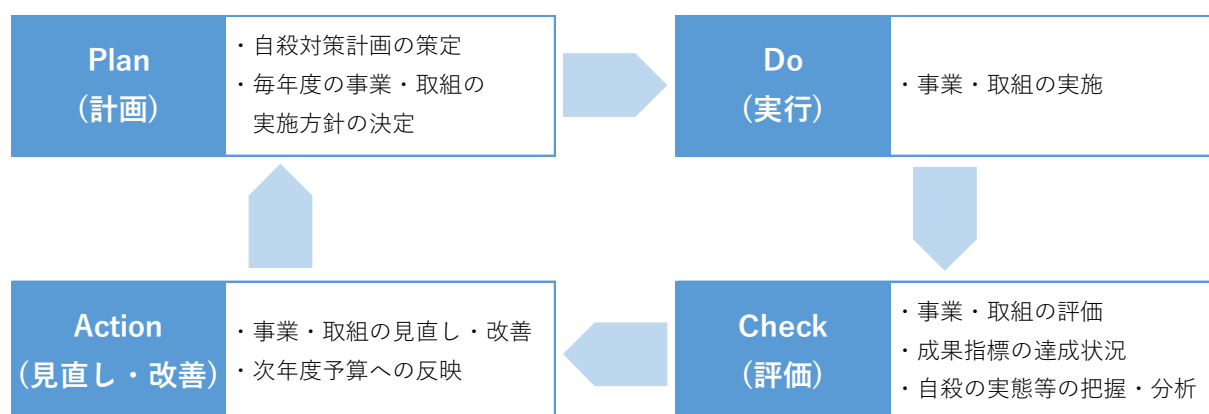 Plan
(計画)
・自殺対策計画の策定
・毎年度の事業・取組の
実施方針の決定
Do
(実行)
・事業・取組の実施
Action
(見直し・改善)
・事業・取組の見直し・改善
・次年度予算への反映
Check
(評価)
・事業・取組の評価
・成果指標の達成状況
・自殺の実態等の把握・分析